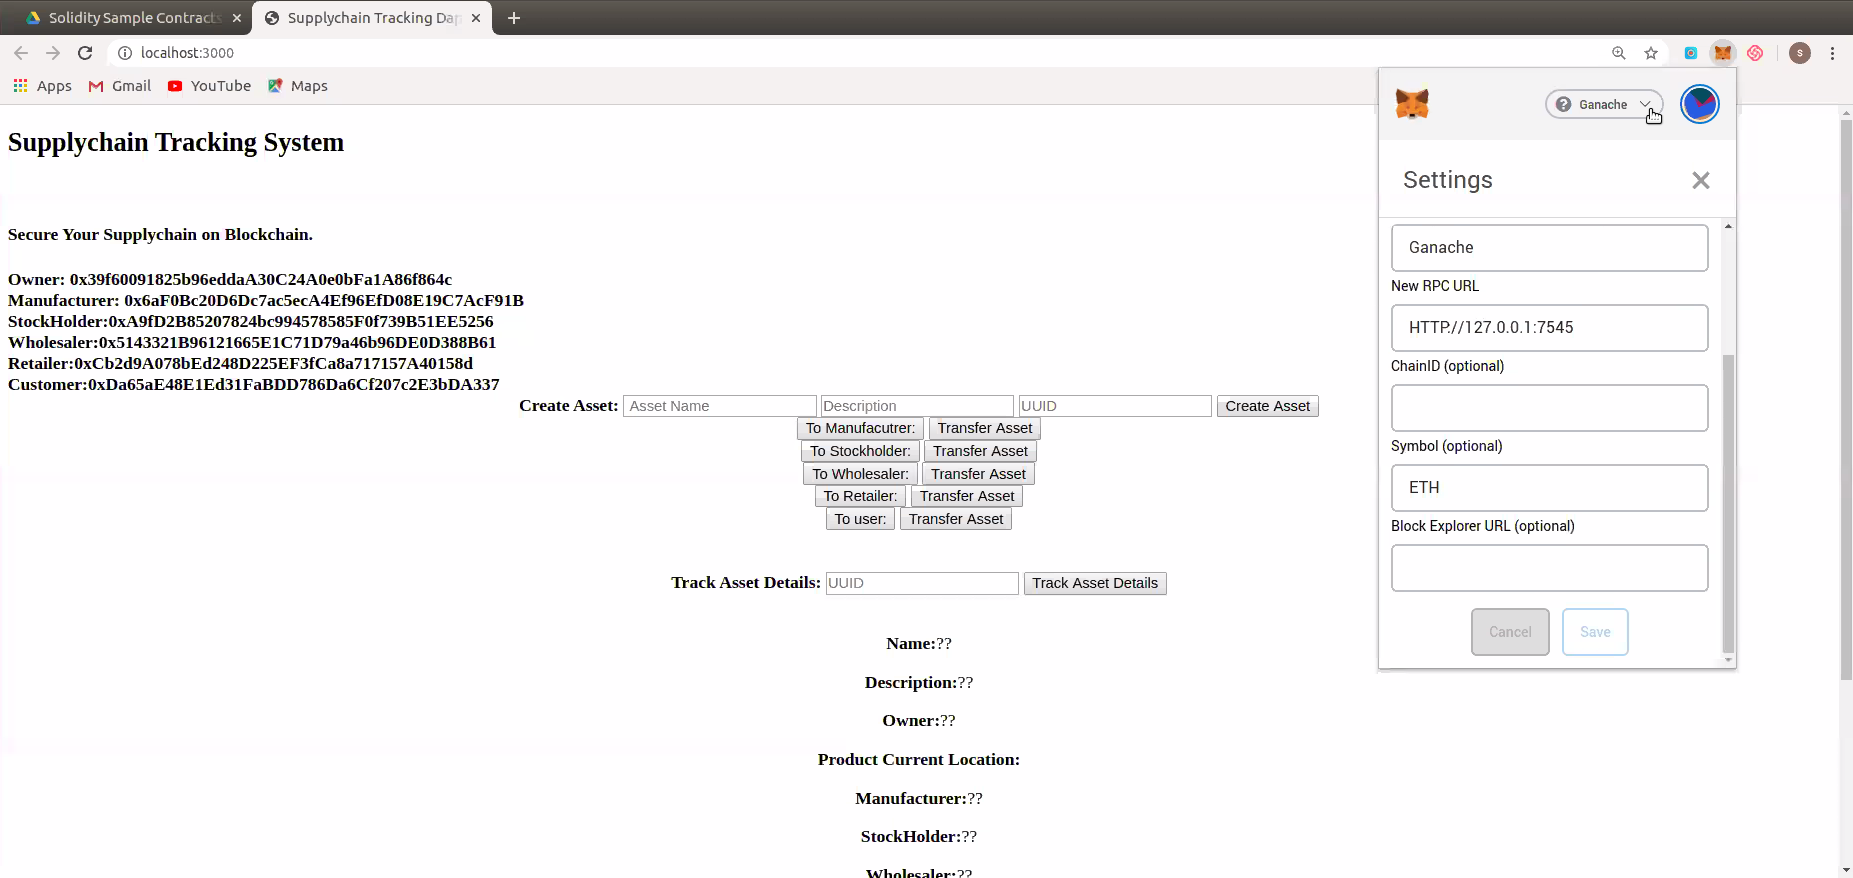 Solidity Sample Contracts
Supplychain Tracking Dap
localhost:3000
S
Apps
Gmail
YouTube
Maps
Supplychain Tracking System
Secure Your Supplychain on Blockchain.
Owner: 0x39f60091825b96eddaA30C24A0e0bFa1A86f864c
Manufacturer: 0x6aF0Bc20D6Dc7ac5ecA4Ef96EfD08E19C7AcF91B
StockHolder:0xA9fD2B85207824bc994578585F0f739B51EE5256
Wholesaler:0x5143321B96121665E1C71D79a46b96DE0D388B61
Retailer:0xCb2d9A078bEd248D225EF3fCa8a717157A40158d
Customer:0xDa65aE48E1Ed31FaBDD786Da6Cf207c2E3bDA337
Create Asset: Asset Name Description UUID Create Asset
To Manufacutrer: Transfer Asset
To Stockholder: Transfer Asset
To Wholesaler: Transfer Asset
To Retailer: Transfer Asset
To user: Transfer Asset
Track Asset Details: UUID Track Asset Details
Name:??
Description:??
Owner:??
Product Current Location:
Manufacturer:??
StockHolder:??
Wholesaler:??
? Ganache
Settings
Ganache
New RPC URL
HTTP://127.0.0.1:7545
ChainID (optional)
Symbol (optional)
ETH
Block Explorer URL (optional)
Cancel
Save